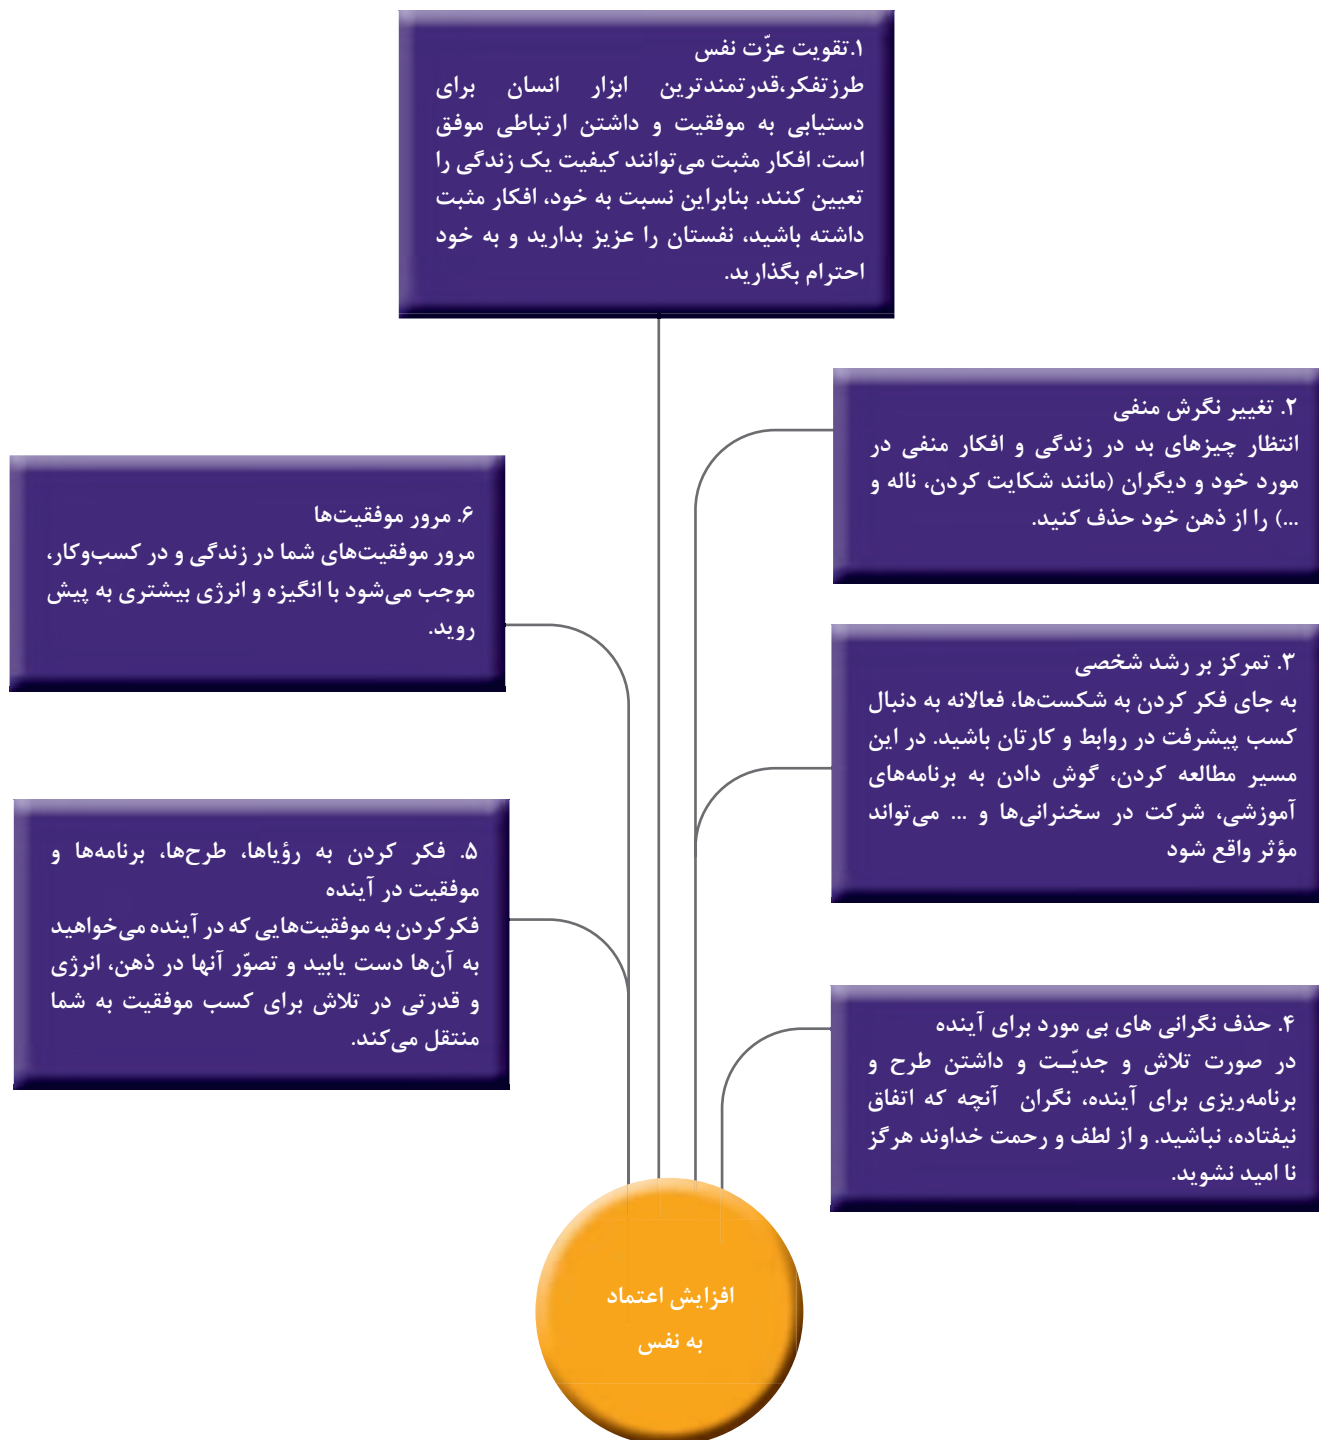 ۱.تقویت عزّت نفس
طرزتفکر،قدرتمندترین ابزار انسان برای
دستیابی به موفقیت و داشتن ارتباطی موفق
است. افکار مثبت می‌توانند کیفیت یک زندگی را
تعیین کنند. بنابراین نسبت به خود، افکار مثبت
داشته باشید، نفستان را عزیز بدارید و به خود
احترام بگذارید.
۲. تغییر نگرش منفی
انتظار چیزهای بد در زندگی و افکار منفی در
مورد خود و دیگران (مانند شکایت کردن، ناله و
...) را از ذهن خود حذف کنید.
۳. تمرکز بر رشد شخصی
به جای فکر کردن به شکست‌ها، فعالانه به دنبال
کسب پیشرفت در روابط و کارتان باشید. در این
مسیر مطالعه کردن، گوش دادن به برنامه‌های
آموزشی، شرکت در سخنرانی‌ها و ... می‌تواند
مؤثر واقع شود
۴. حذف نگرانی های بی مورد برای آینده
در صورت تلاش و جدیّـت و داشتن طرح و
برنامه‌ریزی برای آینده، نگران آنچه که اتفاق
نیفتاده، نباشید. و از لطف و رحمت خداوند هرگز
نا امید نشوید.
۵. فکر کردن به رؤیاها، طرح‌ها، برنامه‌ها و
موفقیت در آینده
فکرکردن به موفقیت‌هایی که در آینده می‌خواهید
به آن‌ها دست یابید و تصوّر آنها در ذهن، انرژی
و قدرتی در تلاش برای کسب موفقیت به شما
منتقل می‌کند.
۶. مرور موفقیت‌ها
مرور موفقیت‌های شما در زندگی و در کسب‌وکار،
موجب می‌شود با انگیزه و انرژی بیشتری به پیش
روید.
افزایش اعتماد
به نفس